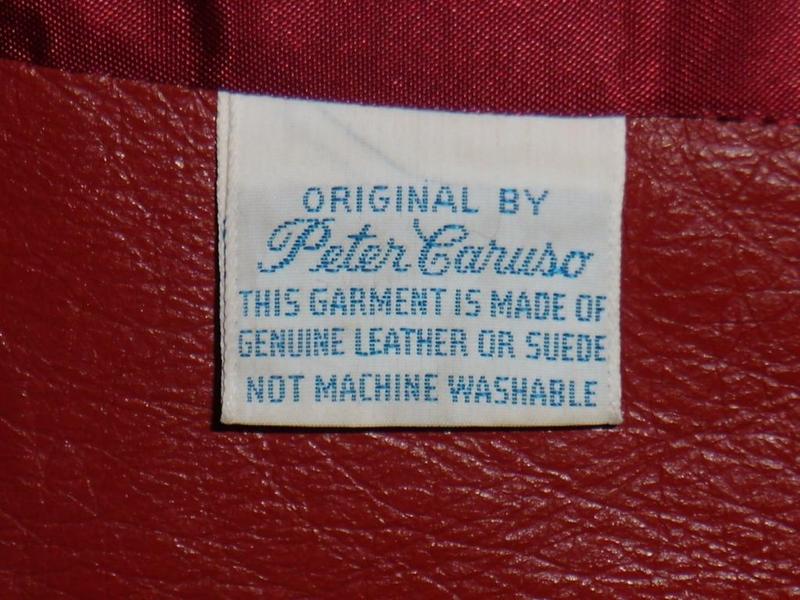 ORIGINAL BY
Peter Caruso
THIS GARMENT IS MADE OF
GENUINE LEATHER OR SUEDE
NOT MACHINE WASHABLE